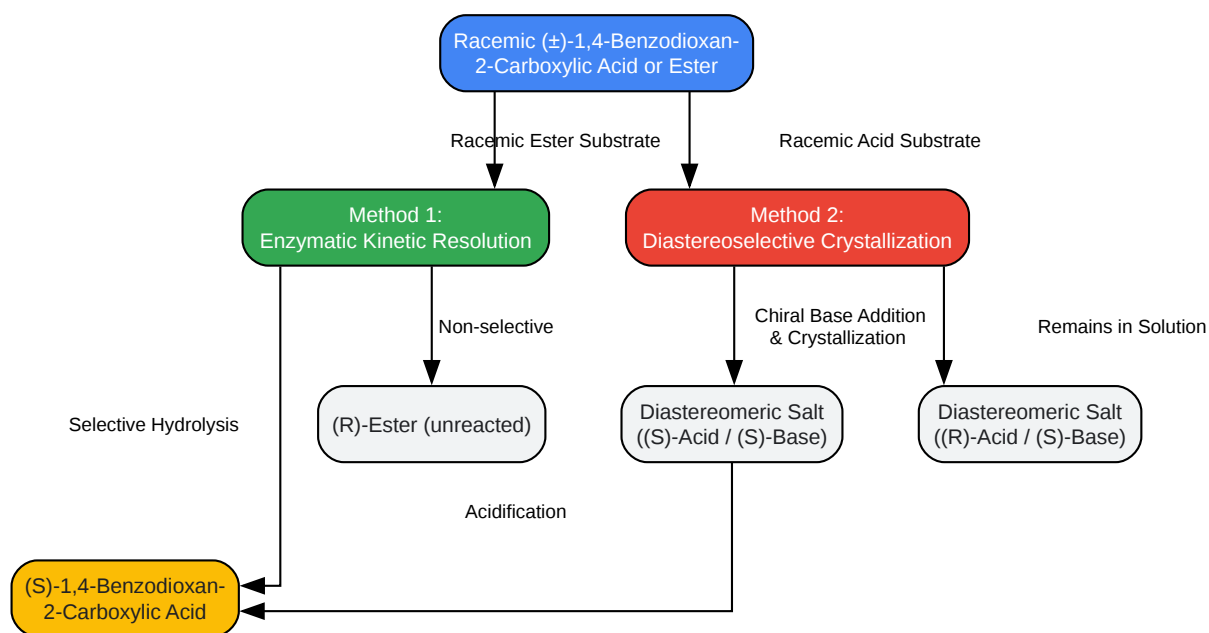 Racemic (±)-1,4-Benzodioxan-
2-Carboxylic Acid or Ester
Racemic Ester Substrate
Racemic Acid Substrate
Method 1:
Enzymatic Kinetic Resolution
Method 2:
Diastereoselective Crystallization
Non-selective
Chiral Base Addition
& Crystallization
Remains in Solution
Selective Hydrolysis
(R)-Ester (unreacted)
Diastereomeric Salt
((S)-Acid / (S)-Base)
Diastereomeric Salt
((R)-Acid / (S)-Base)
Acidification
(S)-1,4-Benzodioxan-
2-Carboxylic Acid